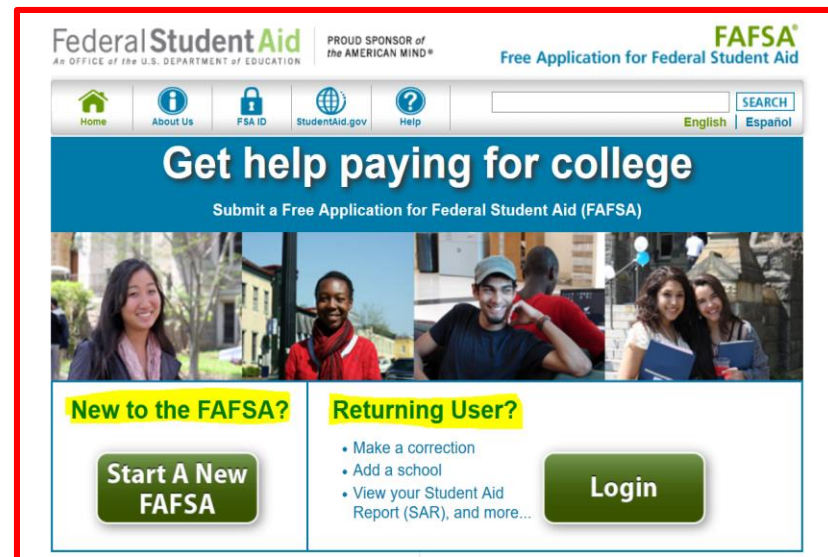 Federal Student Aid
An OFFICE of the U.S. DEPARTMENT of EDUCATION
PROUD SPONSOR of
the AMERICAN MIND®
FAFSA®
Free Application for Federal Student Aid
Home
About Us
FSA ID
StudentAid.gov
Help
SEARCH
English | Español
Get help paying for college
Submit a Free Application for Federal Student Aid (FAFSA)
New to the FAFSA?
Start A New
FAFSA
Returning User?
• Make a correction
• Add a school
• View your Student Aid
Report (SAR), and more...
Login